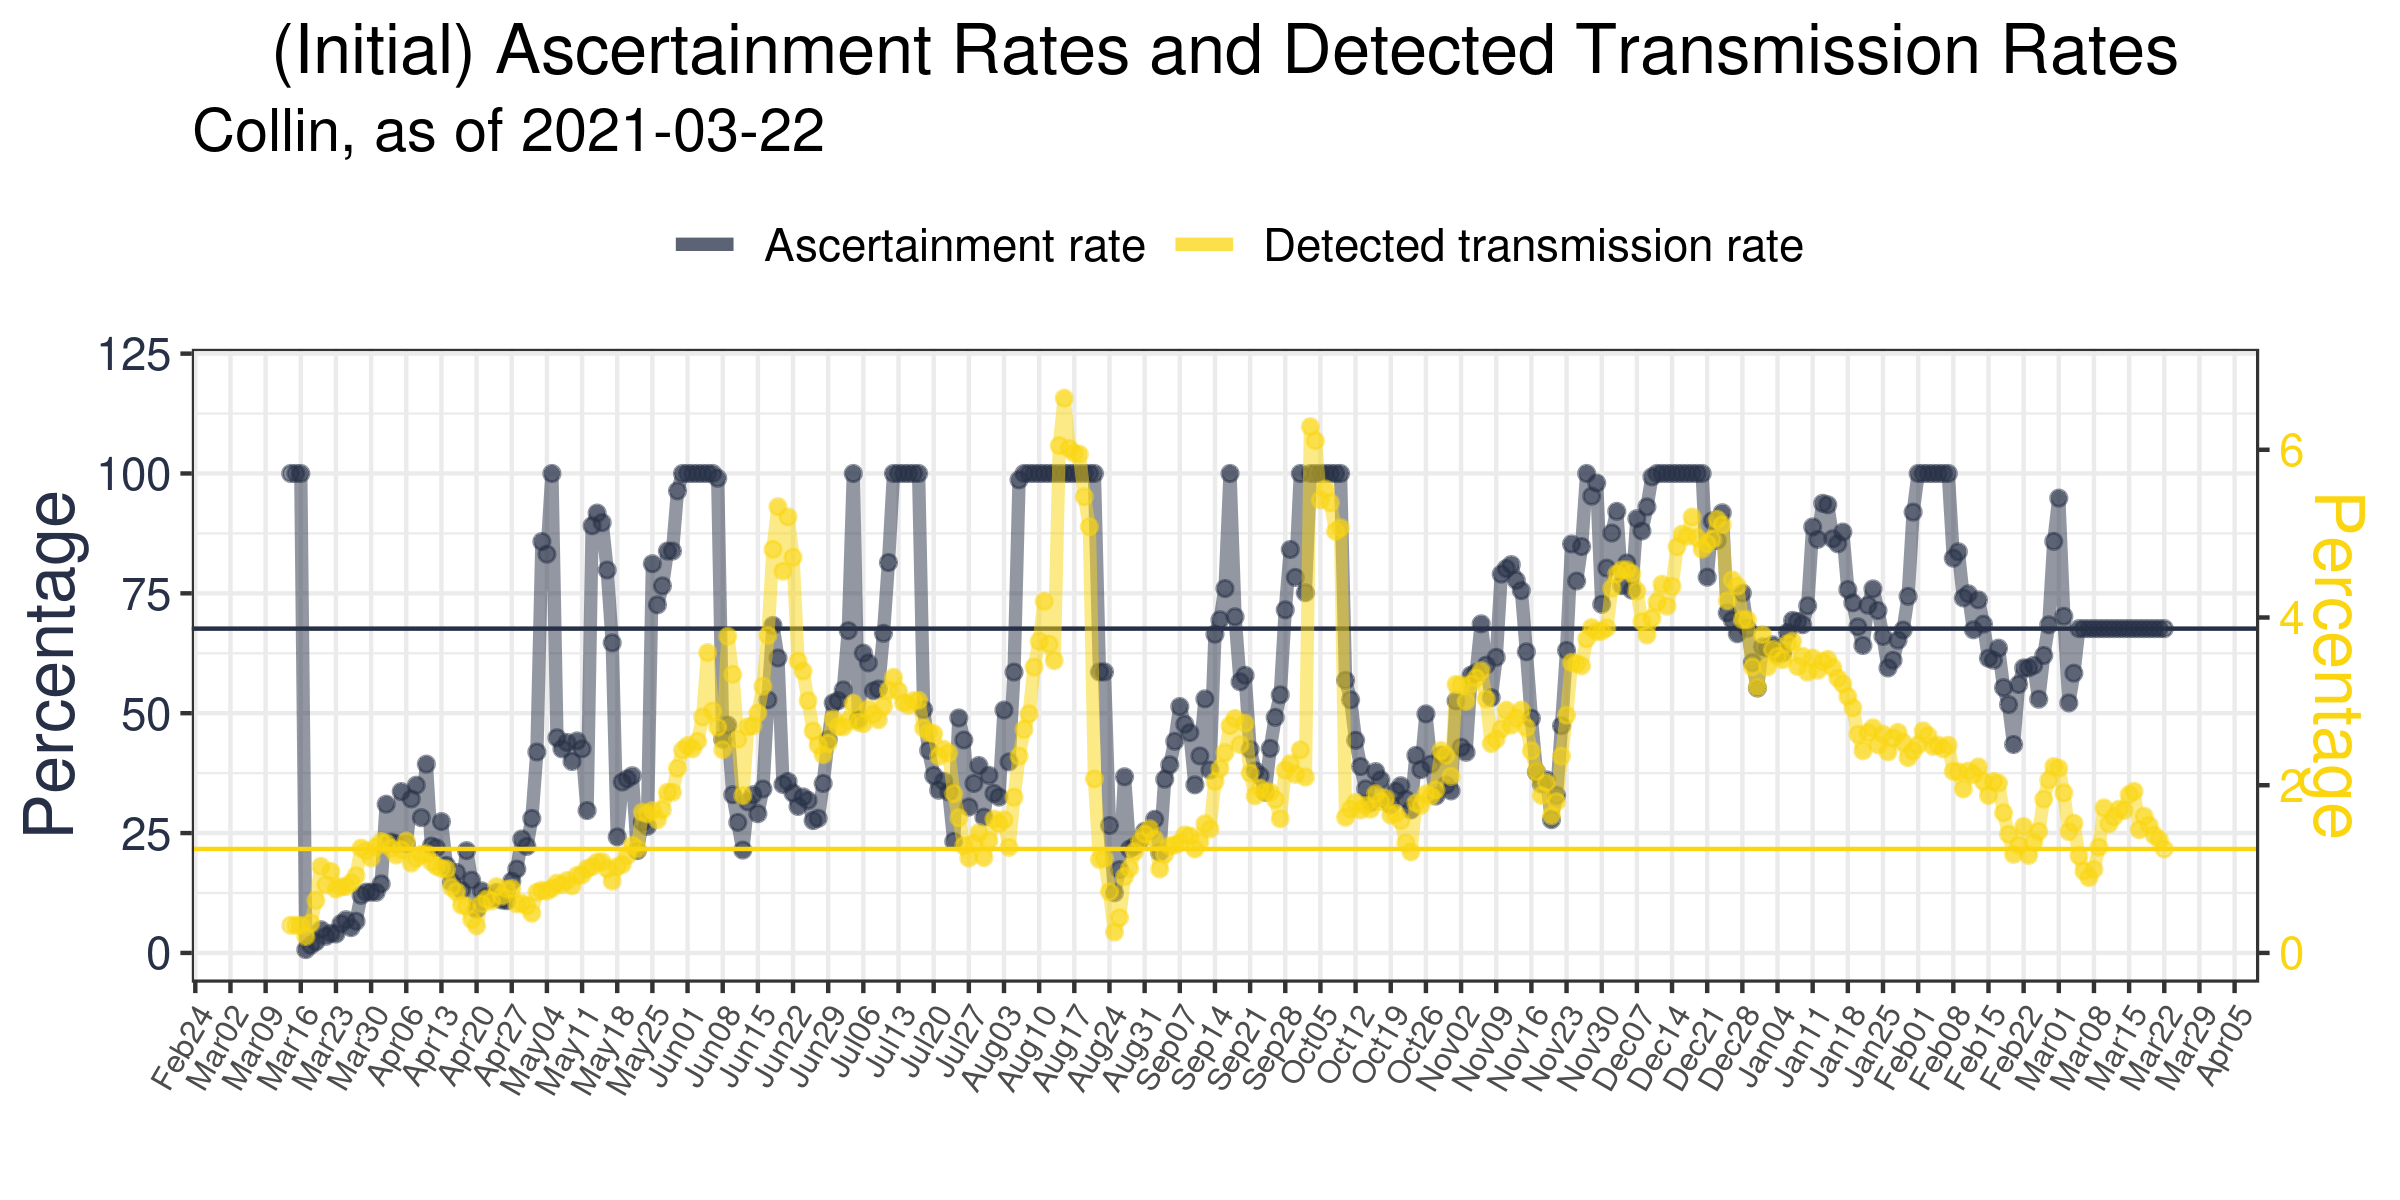 (Initial) Ascertainment Rates and Detected Transmission Rates
Collin, as of 2021-03-22
Ascertainment rate Detected transmission rate
Percentage
125
100
75
50
25
0
6
4
2
0
Percentage
Feb24 Mar02 Mar09 Mar16 Mar23 Mar30 Apr06 Apr13 Apr20 Apr27 May04 May11 May18 May25 Jun01 Jun08 Jun15 Jun22 Jun29 Jul06 Jul13 Jul20 Jul27 Aug03 Aug10 Aug17 Aug24 Aug31 Sep07 Sep14 Sep21 Sep28 Oct05 Oct12 Oct19 Oct26 Nov02 Nov09 Nov16 Nov23 Nov30 Dec07 Dec14 Dec21 Dec28 Jan04 Jan11 Jan18 Jan25 Feb01 Feb08 Feb15 Feb22 Mar01 Mar08 Mar15 Mar22 Mar29 Apr05